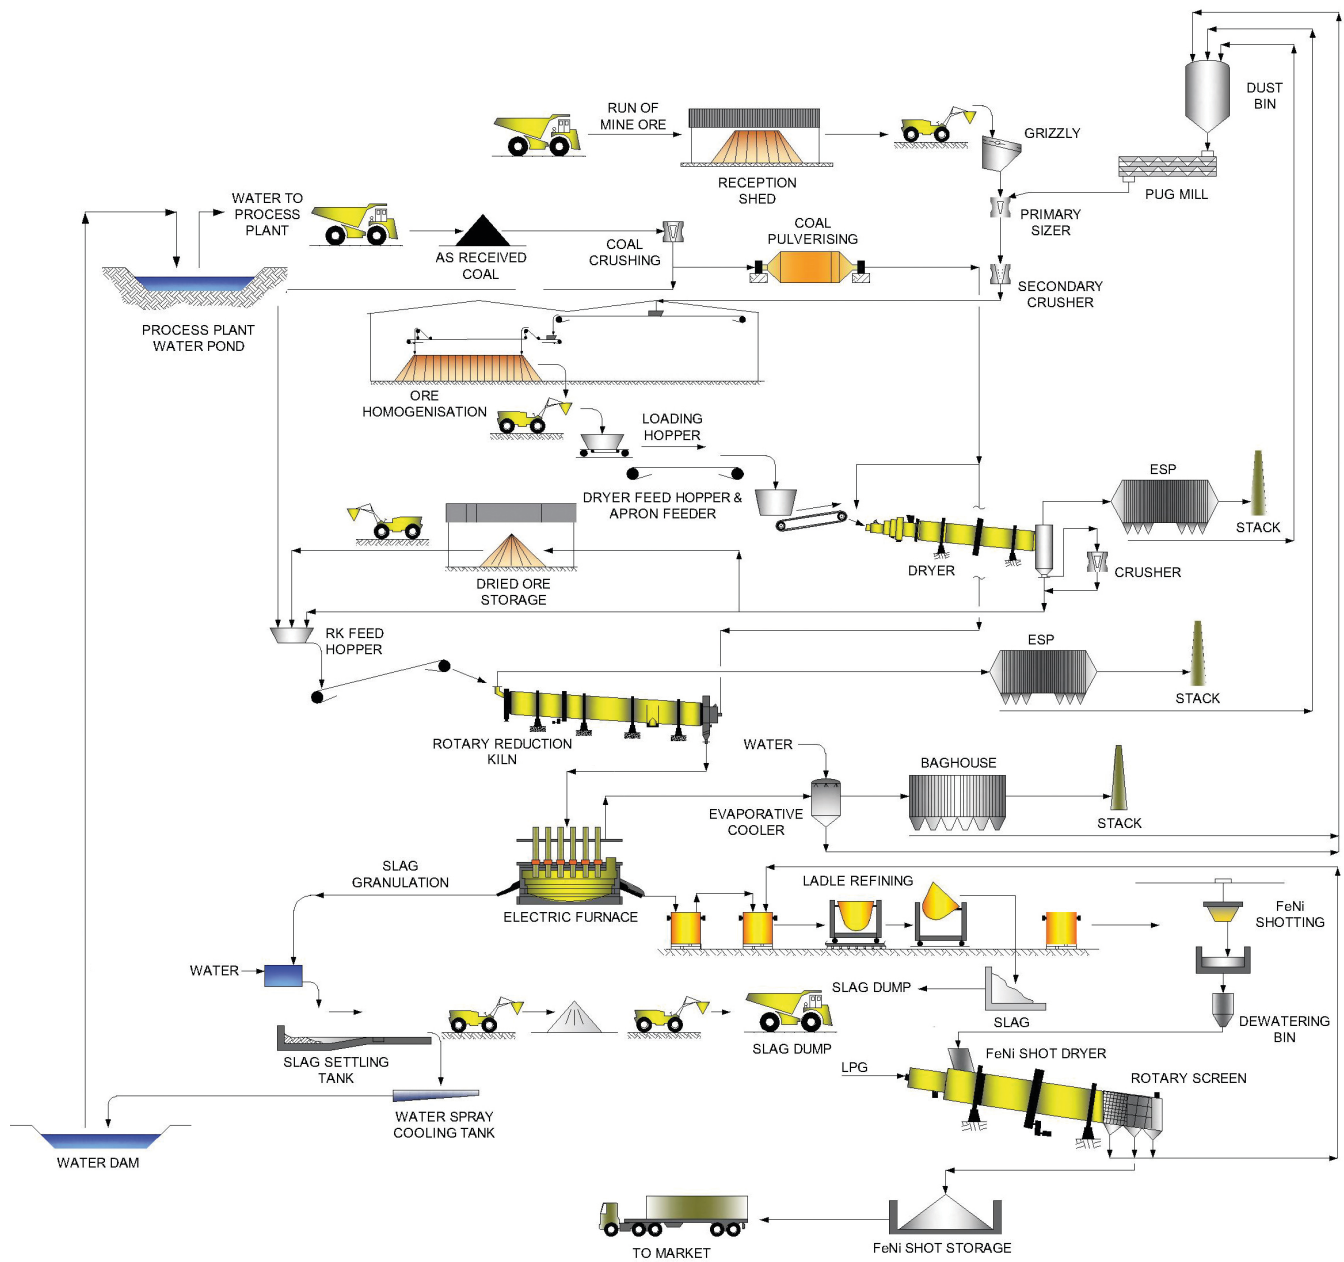 DUST
BIN
RUN OF
MINE ORE
GRIZZLY
RECEPTION
SHED
PUG MILL
WATER TO
PROCESS
PLANT
PRIMARY
SIZER
COAL
PULVERISING
COAL
CRUSHING
AS RECEIVED
COAL
SECONDARY
CRUSHER
PROCESS PLANT
WATER POND
ORE
HOMOGENISATION
LOADING
HOPPER
ESP
STACK
DRYER FEED HOPPER &
APRON FEEDER
DRYER
CRUSHER
DRIED ORE
STORAGE
RK FEED
HOPPER
ESP
STACK
ROTARY REDUCTION
KILN
WATER
BAGHOUSE
EVAPORATIVE
COOLER
STACK
SLAG
GRANULATION
LADLE REFINING
ELECTRIC FURNACE
FeNi
SHOTTING
WATER
SLAG DUMP
SLAG
DEWATERING
BIN
SLAG DUMP
SLAG SETTLING
TANK
FeNi SHOT DRYER
LPG
ROTARY SCREEN
WATER SPRAY
COOLING TANK
WATER DAM
TO MARKET
FeNi SHOT STORAGE